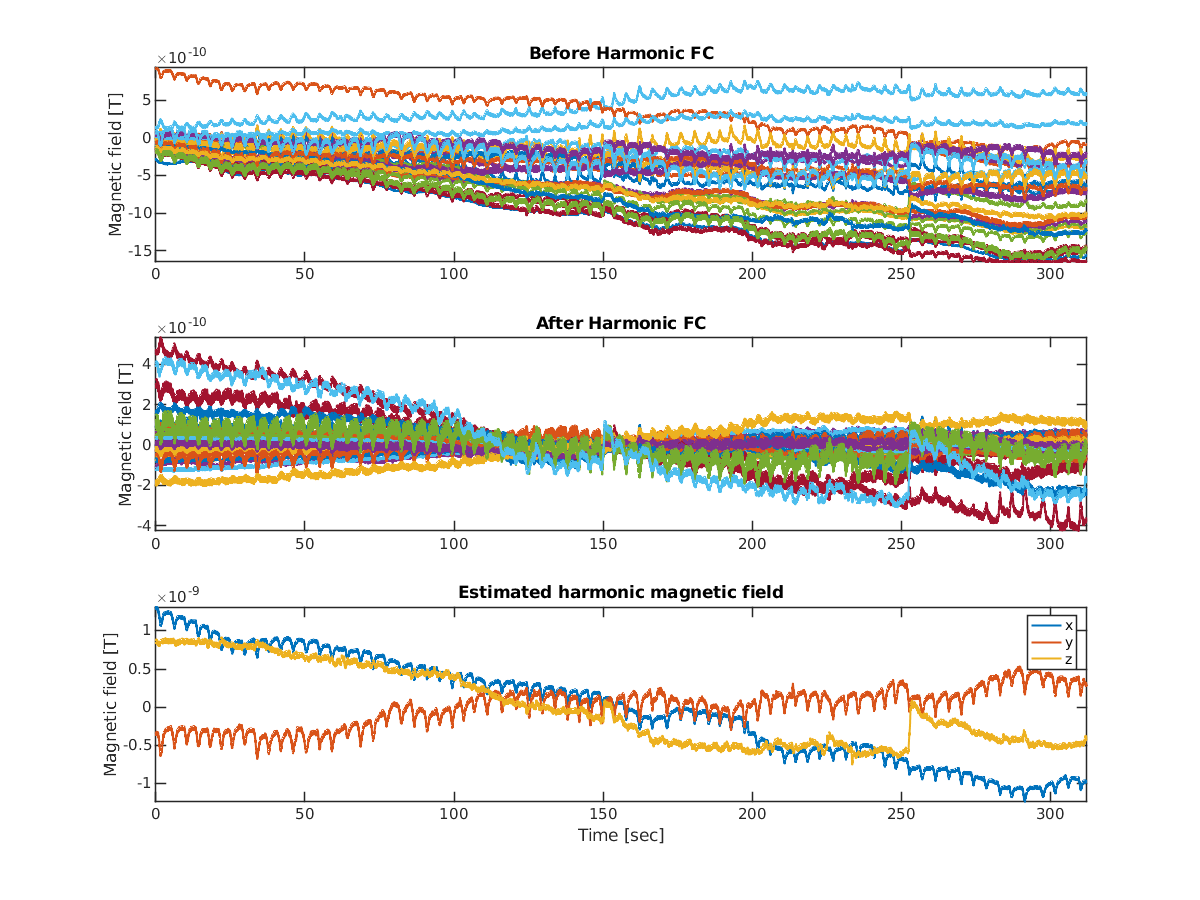 Before Harmonic FC
×10^-10
Magnetic field [T]
5
0
-5
-10
-15
0 50 100 150 200 250 300
After Harmonic FC
×10^-10
Magnetic field [T]
4
2
0
-2
-4
0 50 100 150 200 250 300
Estimated harmonic magnetic field
×10^-9
Magnetic field [T]
1
0.5
0
-0.5
-1
x
y
z
0 50 100 150 200 250 300
Time [sec]